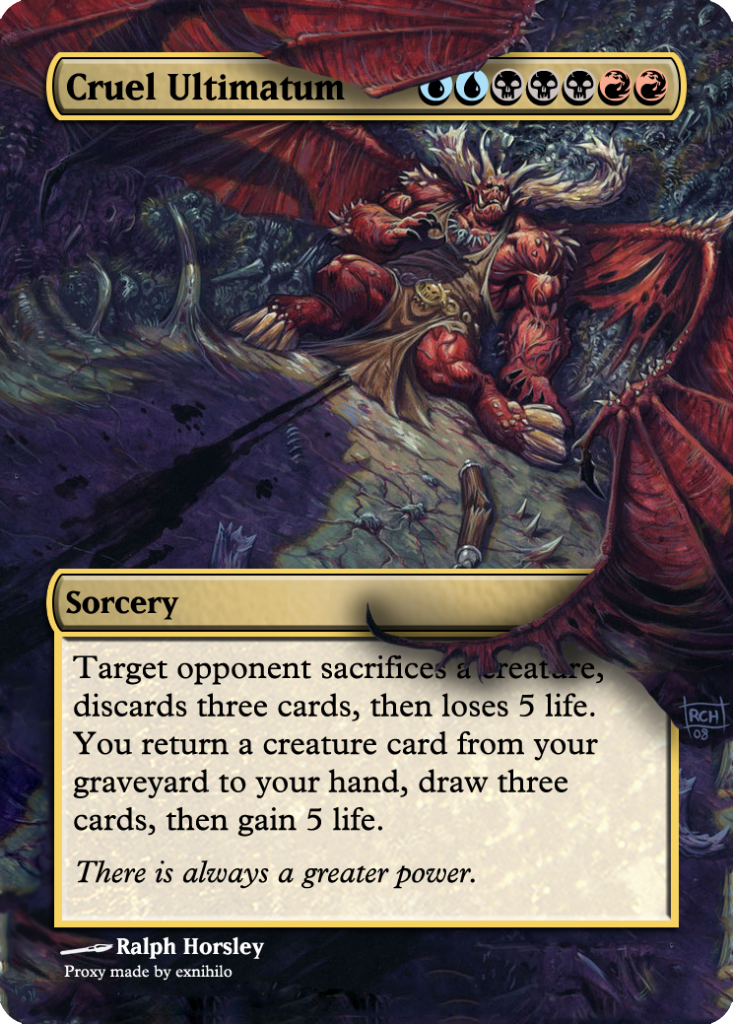 Cruel Ultimatum
Sorcery
Target opponent sacrifices a creature,
discards three cards, then loses 5 life.
You return a creature card from your
graveyard to your hand, draw three
cards, then gain 5 life.
There is always a greater power.
RCH
08
Ralph Horsley
Proxy made by exnihilo